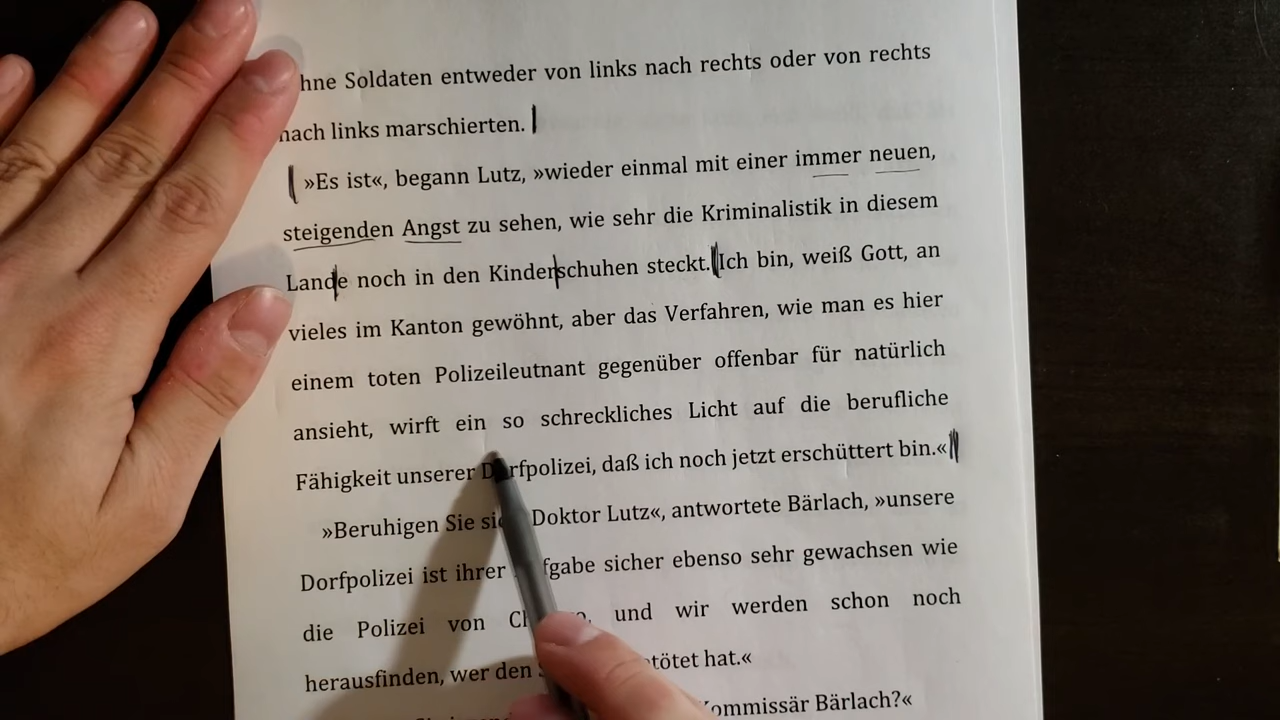 hne Soldaten entweder von links nach rechts oder von rechts
nach links marschierten.
»Es ist«, begann Lutz, »wieder einmal mit einer immer neuen,
steigenden Angst zu sehen, wie sehr die Kriminalistik in diesem
Lande noch in den Kinderschuhen steckt. Ich bin, weiß Gott, an
vieles im Kanton gewöhnt, aber das Verfahren, wie man es hier
einem toten Polizeileutnant gegenüber offenbar für natürlich
ansieht, wirft ein so schreckliches Licht auf die berufliche
Fähigkeit unserer Dorfpolizei, daß ich noch jetzt erschüttert bin.«
»Beruhigen Sie Doktor Lutz«, antwortete Bärlach, »unsere
Dorfpolizei ist ihrer sicher ebenso sehr gewachsen wie
die Polizei von und wir werden schon noch
herausfinden, wer den hat.«
Bärlach?«